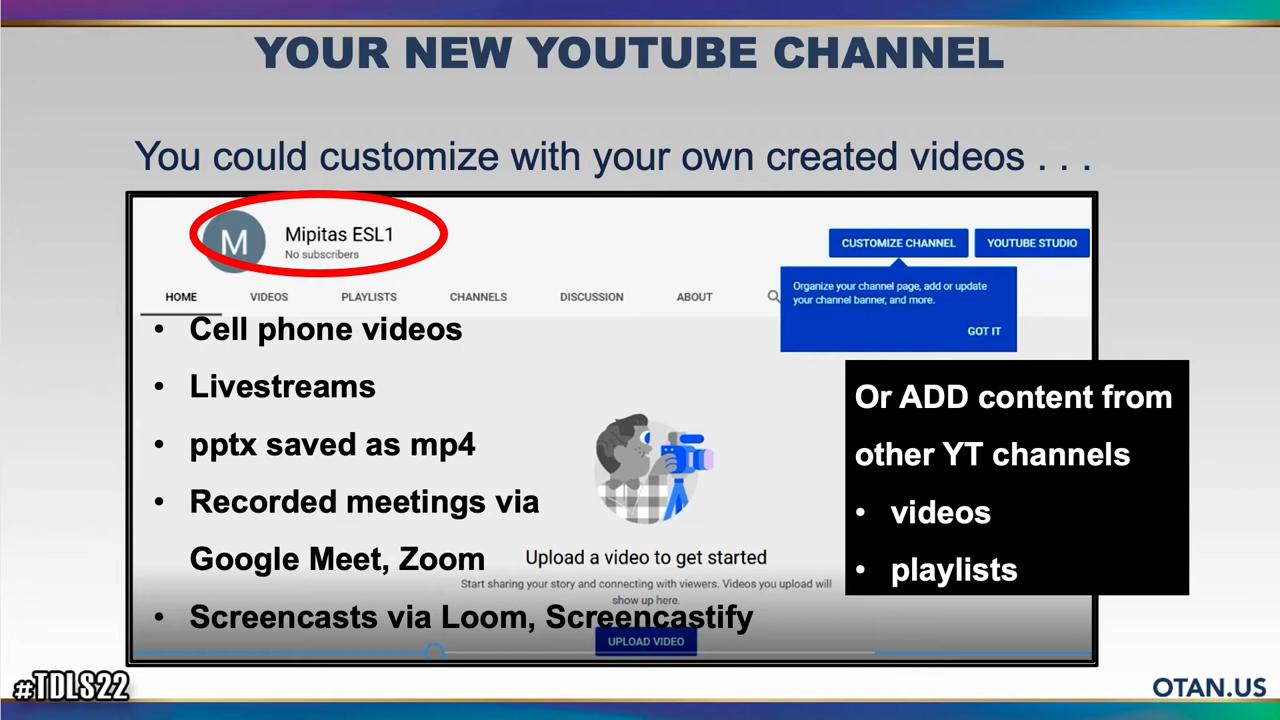 YOUR NEW YOUTUBE CHANNEL
You could customize with your own created videos . . .
M
Mipitas ESL1
No subscribers
CUSTOMIZE CHANNEL
YOUTUBE STUDIO
Organize your channel page, add or update
your channel banner, and more.
GOT IT
HOME
VIDEOS
PLAYLISTS
CHANNELS
DISCUSSION
ABOUT
• Cell phone videos
• Livestreams
• pptx saved as mp4
• Recorded meetings via
Google Meet, Zoom
• Screencasts via Loom, Screencastify
Upload a video to get started
Start sharing your story and connecting with viewers. Videos you upload will
show up here.
UPLOAD VIDEO
Or ADD content from
other YT channels
• videos
• playlists
#TDLS22
OTAN.US